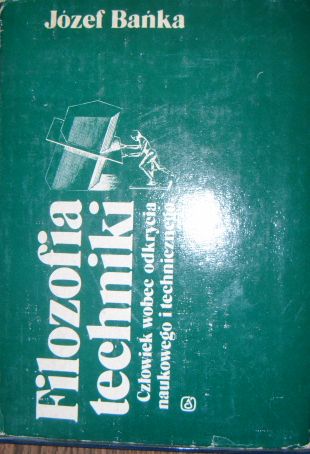 Józef Bańka
Filozofia
techniki
Człowiek wobec odkrycia
naukowego i technicznego